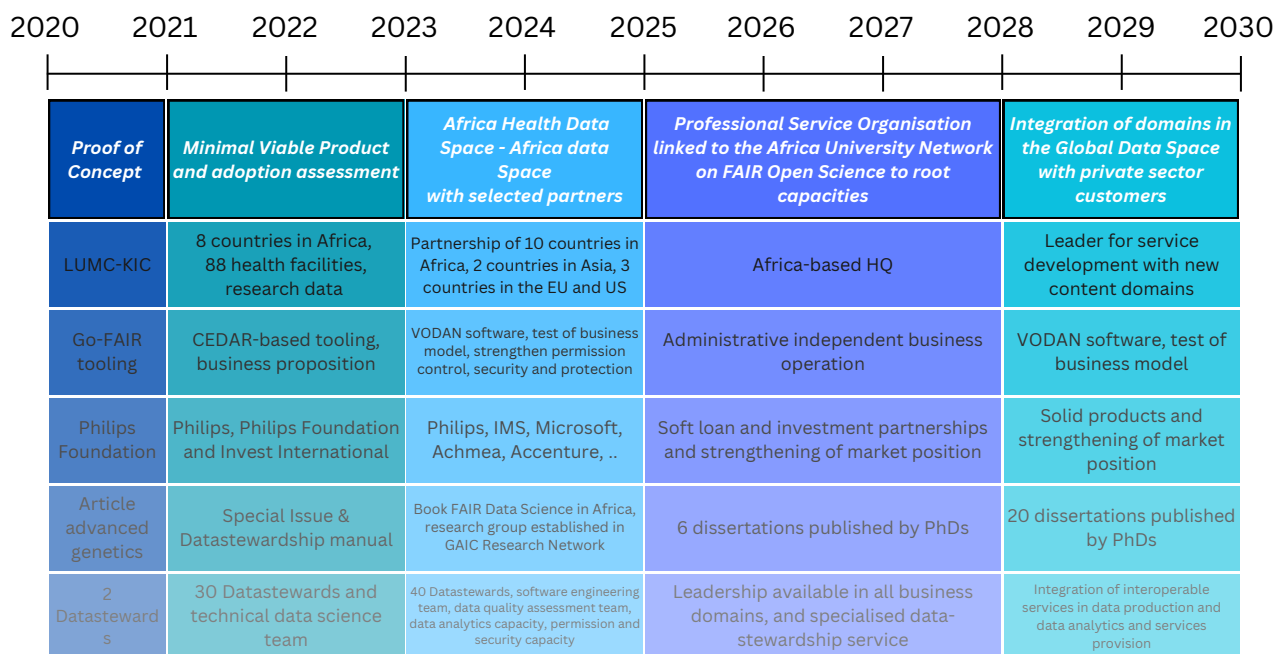 2020 2021 2022 2023 2024 2025 2026 2027 2028 2029 2030
Proof of
Concept
Minimal Viable Product
and adoption assessment
Africa Health Data
Space - Africa data
Space
with selected partners
Professional Service Organisation
linked to the Africa University Network
on FAIR Open Science to root
capacities
Integration of domains in
the Global Data Space
with private sector
customers
LUMC-KIC
8 countries in Africa,
88 health facilities,
research data
Partnership of 10 countries in
Africa, 2 countries in Asia, 3
countries in the EU and US
Africa-based HQ
Leader for service
development with new
content domains
Go-FAIR
tooling
CEDAR-based tooling,
business proposition
VODAN software, test of business
model, strengthen permission
control, security and protection
Administrative independent business
operation
VODAN software, test of
business model
Philips
Foundation
Philips, Philips Foundation
and Invest International
Philips, IMS, Microsoft,
Achmea, Accenture, ..
Soft loan and investment partnerships
and strengthening of market position
Solid products and
strengthening of market
position
Article
advanced
genetics
Special Issue &
Datastewardship manual
Book FAIR Data Science in Africa,
research group established in
GAIC Research Network
6 dissertations published by PhDs
20 dissertations published
by PhDs
2
Datasteward
s
30 Datastewards and
technical data science
team
40 Datastewards, software engineering
team, data quality assessment team,
data analytics capacity, permission and
security capacity
Leadership available in all business
domains, and specialised data-
stewardship service
Integration of interoperable
services in data production and
data analytics and services
provision